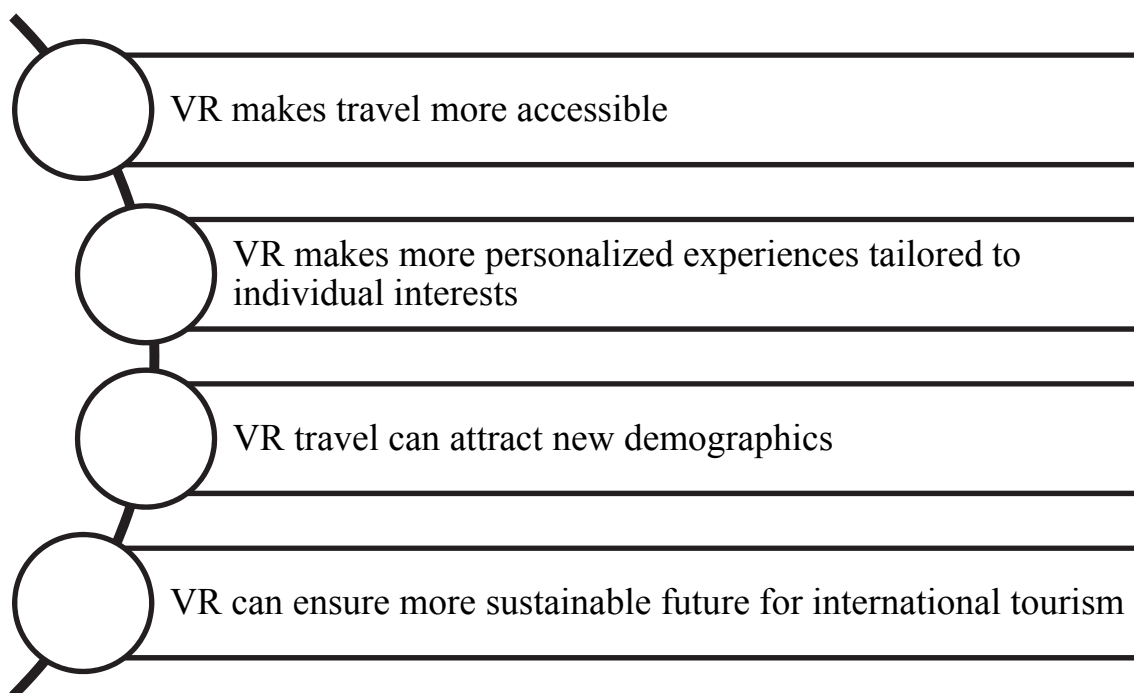 VR makes travel more accessible
VR makes more personalized experiences tailored to
individual interests
VR travel can attract new demographics
VR can ensure more sustainable future for international tourism